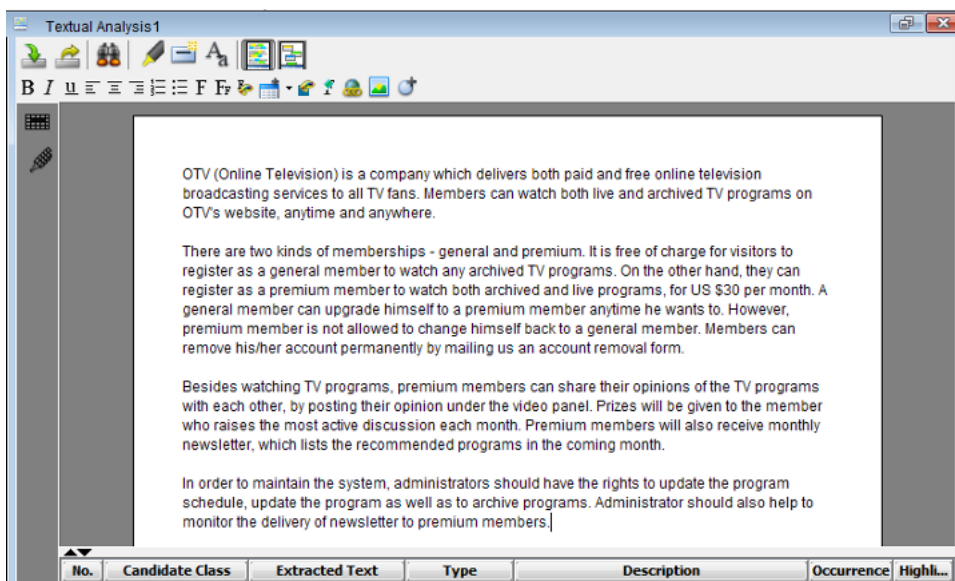 Textual Analysis1
B I u F
OTV (Online Television) is a company which delivers both paid and free online television
broadcasting services to all TV fans. Members can watch both live and archived TV programs on
OTV's website, anytime and anywhere.
There are two kinds of memberships - general and premium. It is free of charge for visitors to
register as a general member to watch any archived TV programs. On the other hand, they can
register as a premium member to watch both archived and live programs, for US $30 per month. A
general member can upgrade himself to a premium member anytime he wants to. However,
premium member is not allowed to change himself back to a general member. Members can
remove his/her account permanently by mailing us an account removal form.
Besides watching TV programs, premium members can share their opinions of the TV programs
with each other, by posting their opinion under the video panel. Prizes will be given to the member
who raises the most active discussion each month. Premium members will also receive monthly
newsletter, which lists the recommended programs in the coming month.
In order to maintain the system, administrators should have the rights to update the program
schedule, update the program as well as to archive programs. Administrator should also help to
monitor the delivery of newsletter to premium members.
No. Candidate Class Extracted Text Type Description Occurrence Highli...